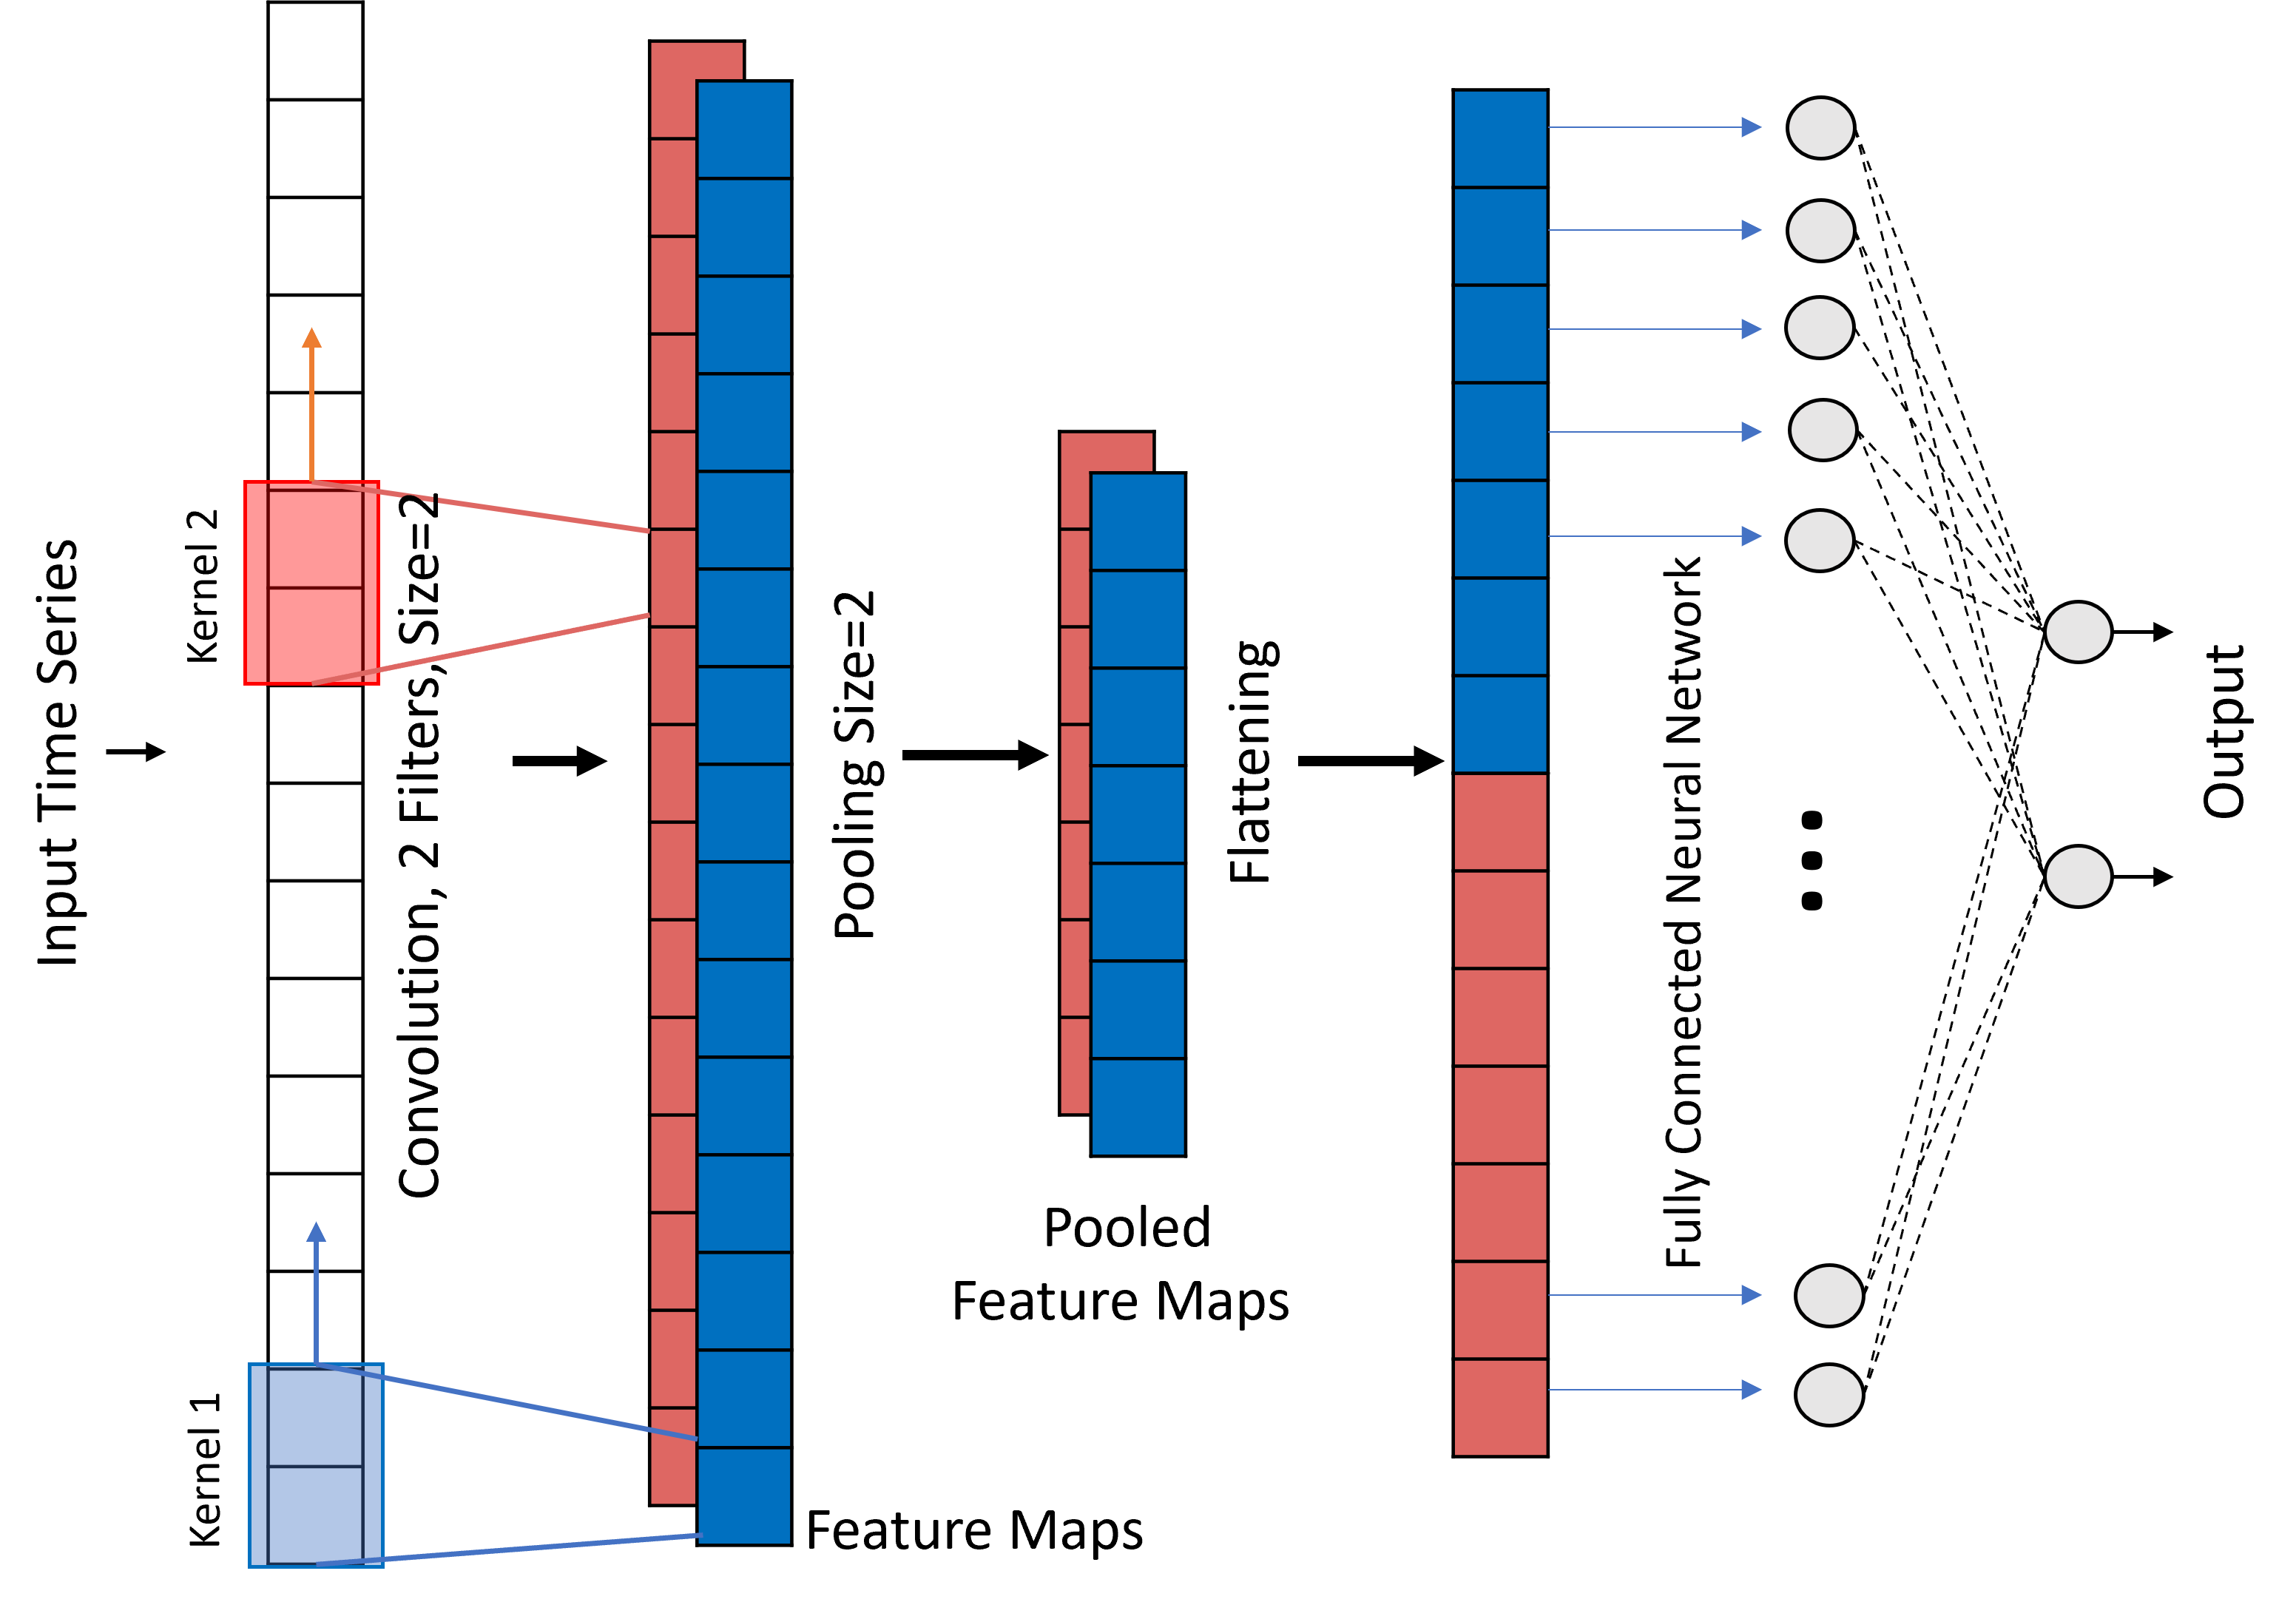 Input Time Series
Kernel 2
Kernel 1
Convolution, 2 Filters, Size=2
Feature Maps
Pooling Size=2
Pooled
Feature Maps
Flattening
Fully Connected Neural Network
Output